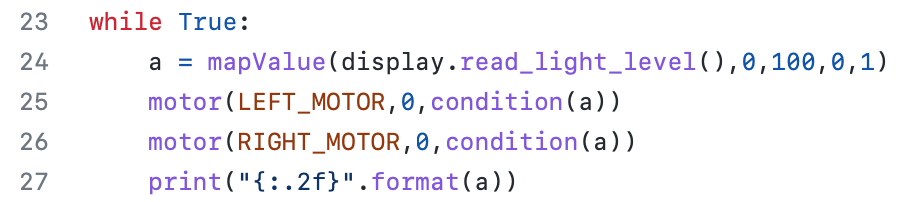 23 while True:
24 a = mapValue(display.read_light_level(),0,100,0,1)
25 motor(LEFT_MOTOR,0,condition(a))
26 motor(RIGHT_MOTOR,0,condition(a))
27 print("{:.2f}".format(a))